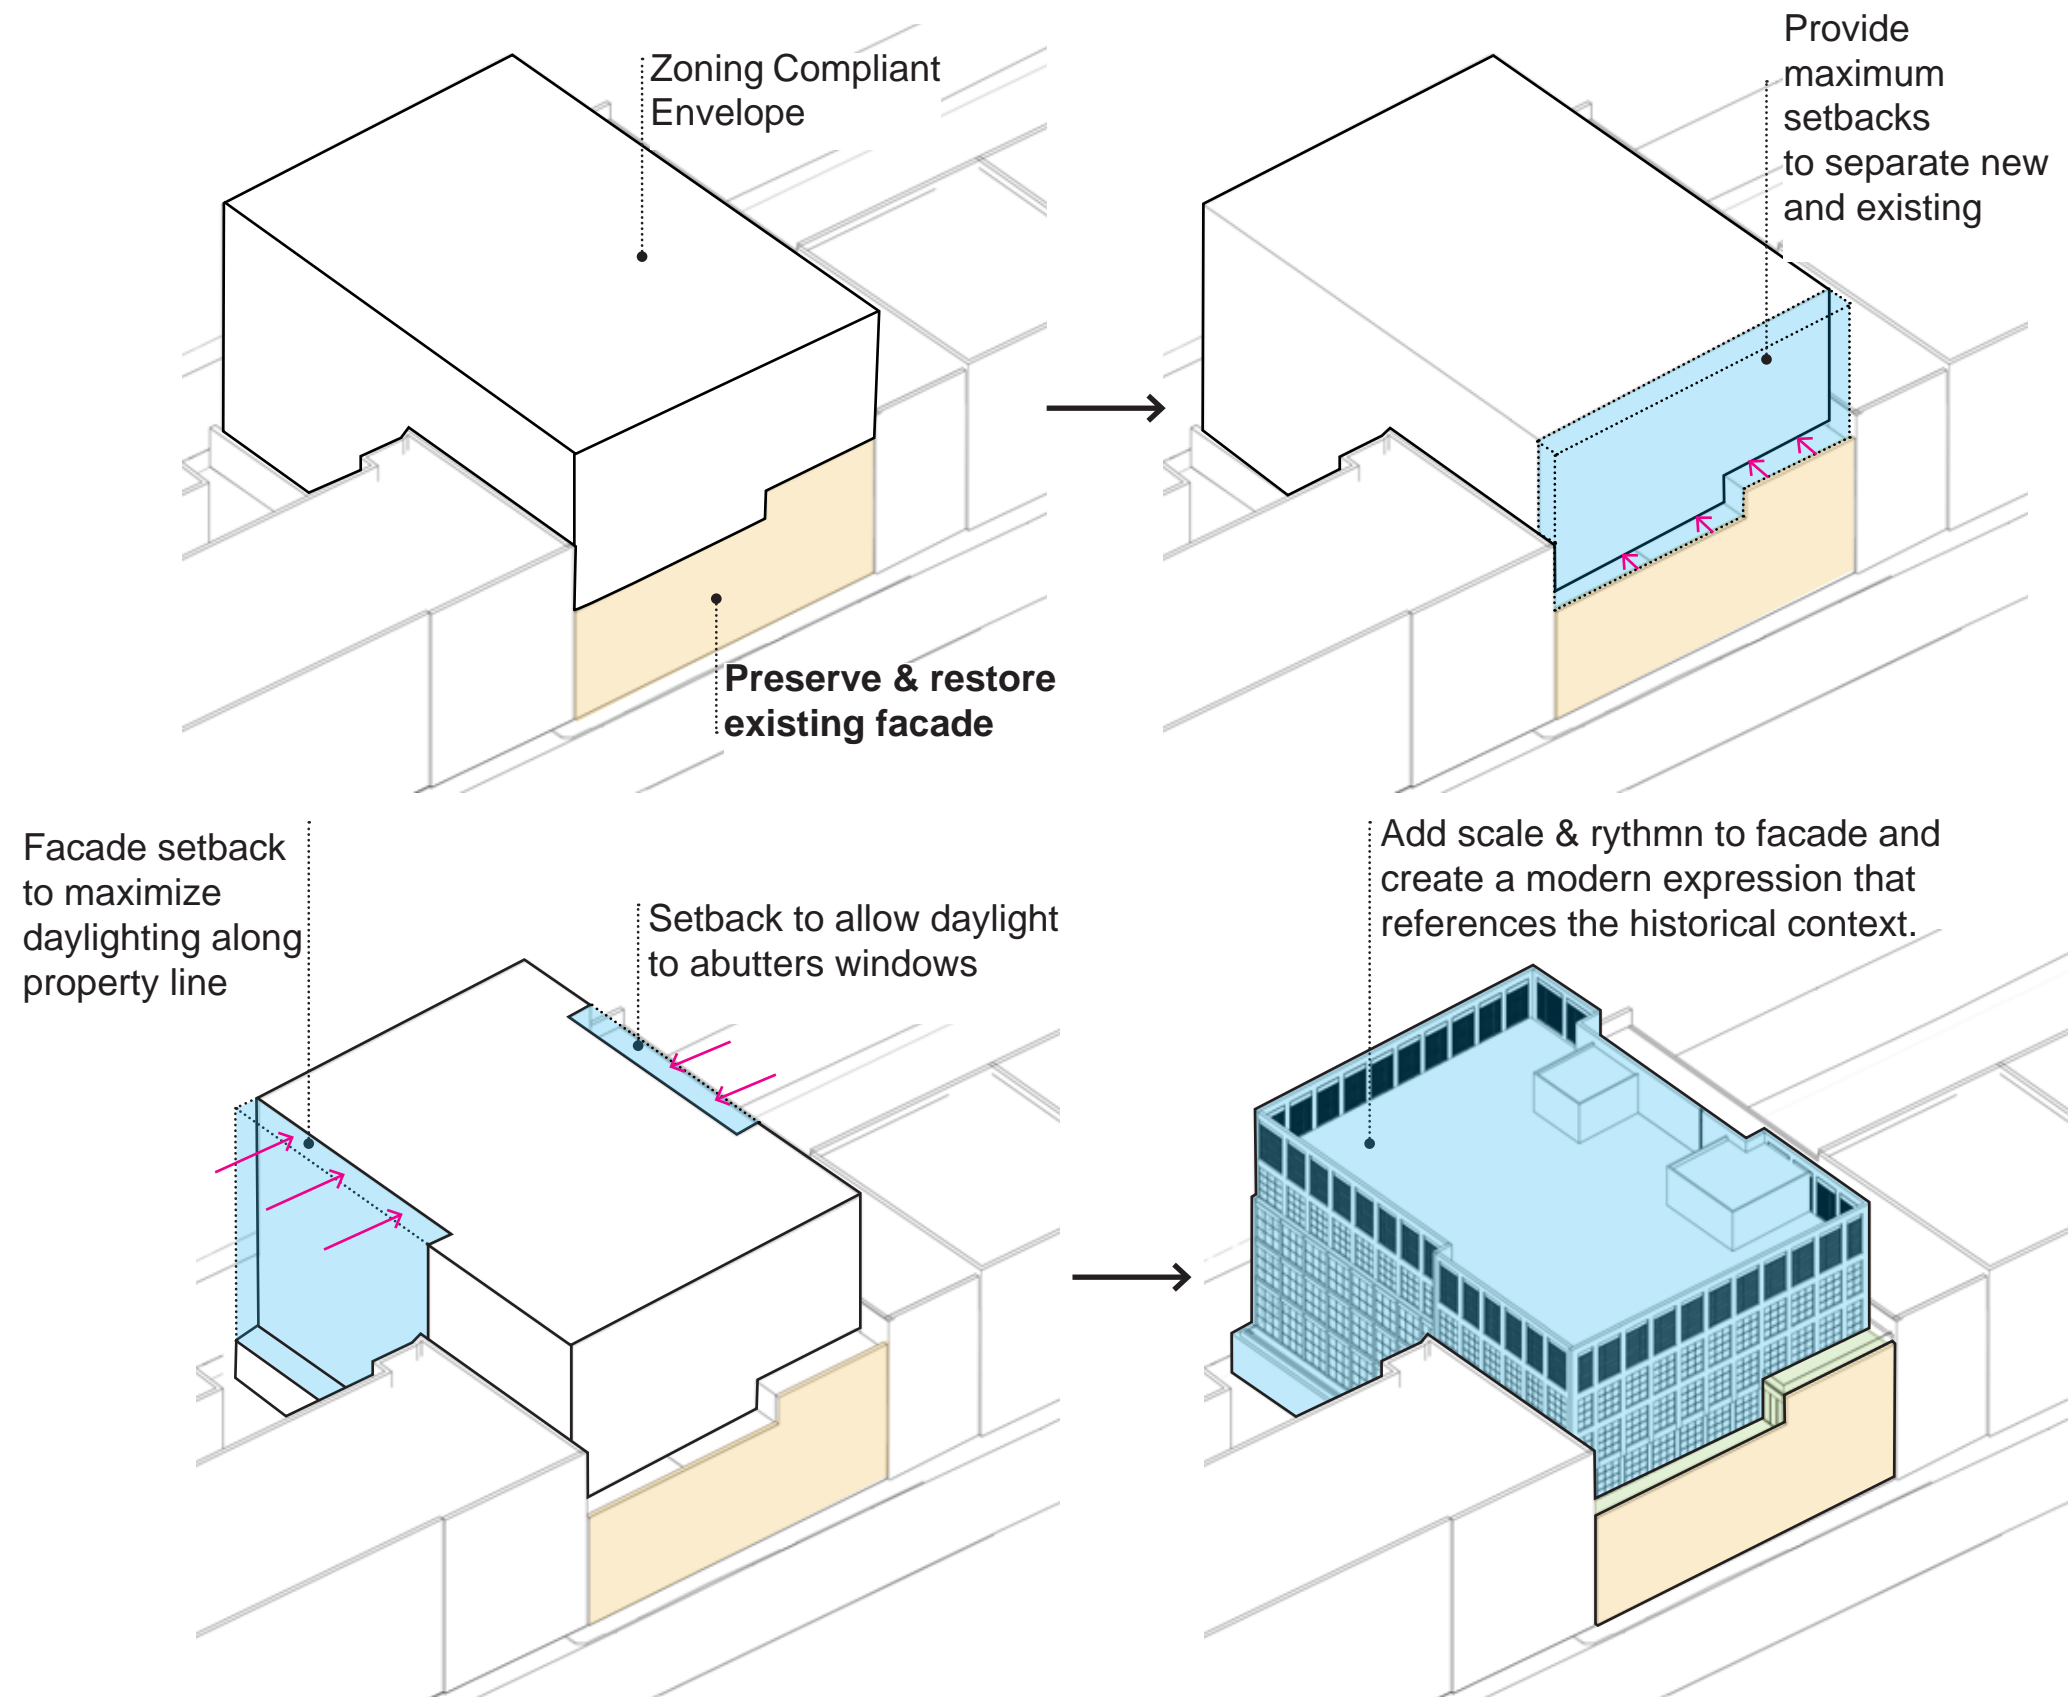 Zoning Compliant
Envelope
Preserve & restore
existing facade
Provide
maximum
setbacks
to separate new
and existing
Facade setback
to maximize
daylighting along
property line
Setback to allow daylight
to abutters windows
Add scale & rythmn to facade and
create a modern expression that
references the historical context.